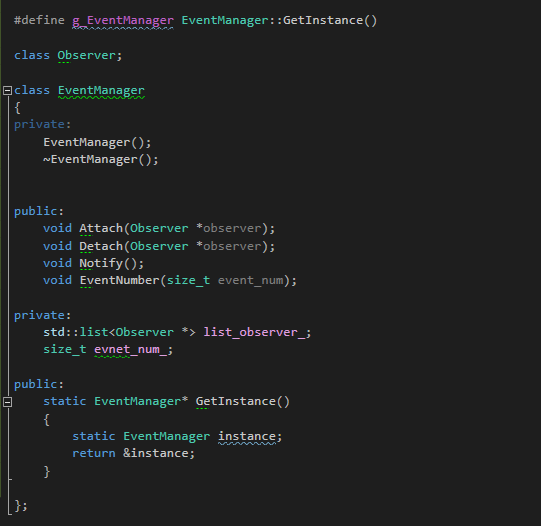 #define g_EventManager EventManager::GetInstance()
class Observer;
class EventManager
{
private:
EventManager();
~EventManager();
public:
void Attach(Observer *observer);
void Detach(Observer *observer);
void Notify();
void EventNumber(size_t event_num);
private:
std::list<Observer *> list_observer_;
size_t evnet_num_;
public:
static EventManager* GetInstance()
{
static EventManager instance;
return &instance;
}
};